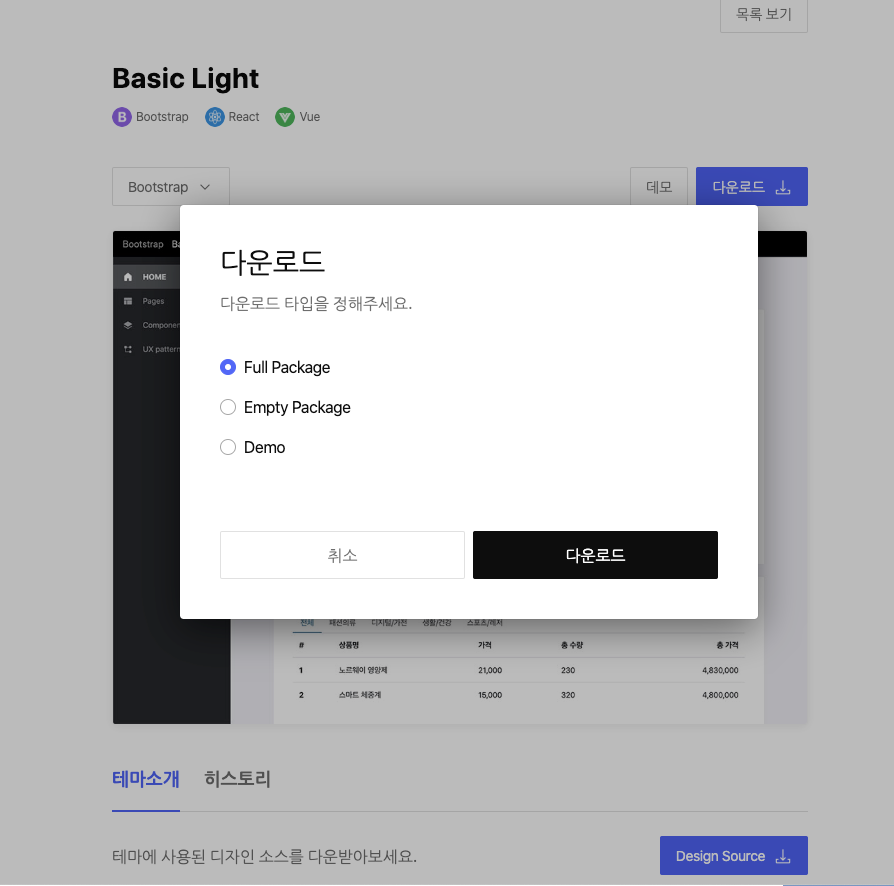 목록 보기
Basic Light
Bootstrap React Vue
Bootstrap 데모 다운로드
Bootstrap
HOME
Pages
UX pattern
다운로드
다운로드 타입을 정해주세요.
Full Package
Empty Package
Demo
취소 다운로드
전체 패션의류 디지털/가전 생활/건강 스포츠/레저
# 상품명 가격 총 수량 총 가격
1 노르웨이 영양제 21,000 230 4,830,000
2 스마트 체중계 15,000 320 4,800,000
테마소개 히스토리
테마에 사용된 디자인 소스를 다운받아보세요. Design Source